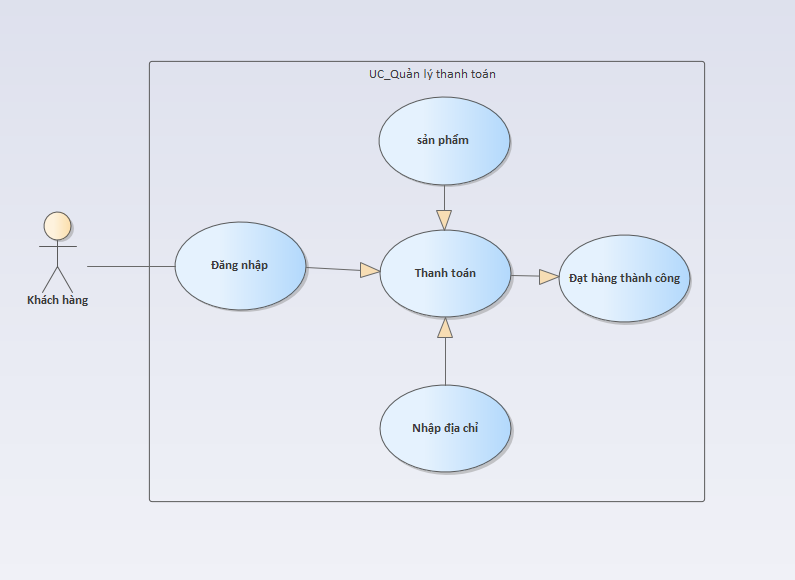 UC_Quản lý thanh toán
sản phẩm
Đăng nhập
Thanh toán
Đạt hàng thành công
Khách hàng
Nhập địa chỉ